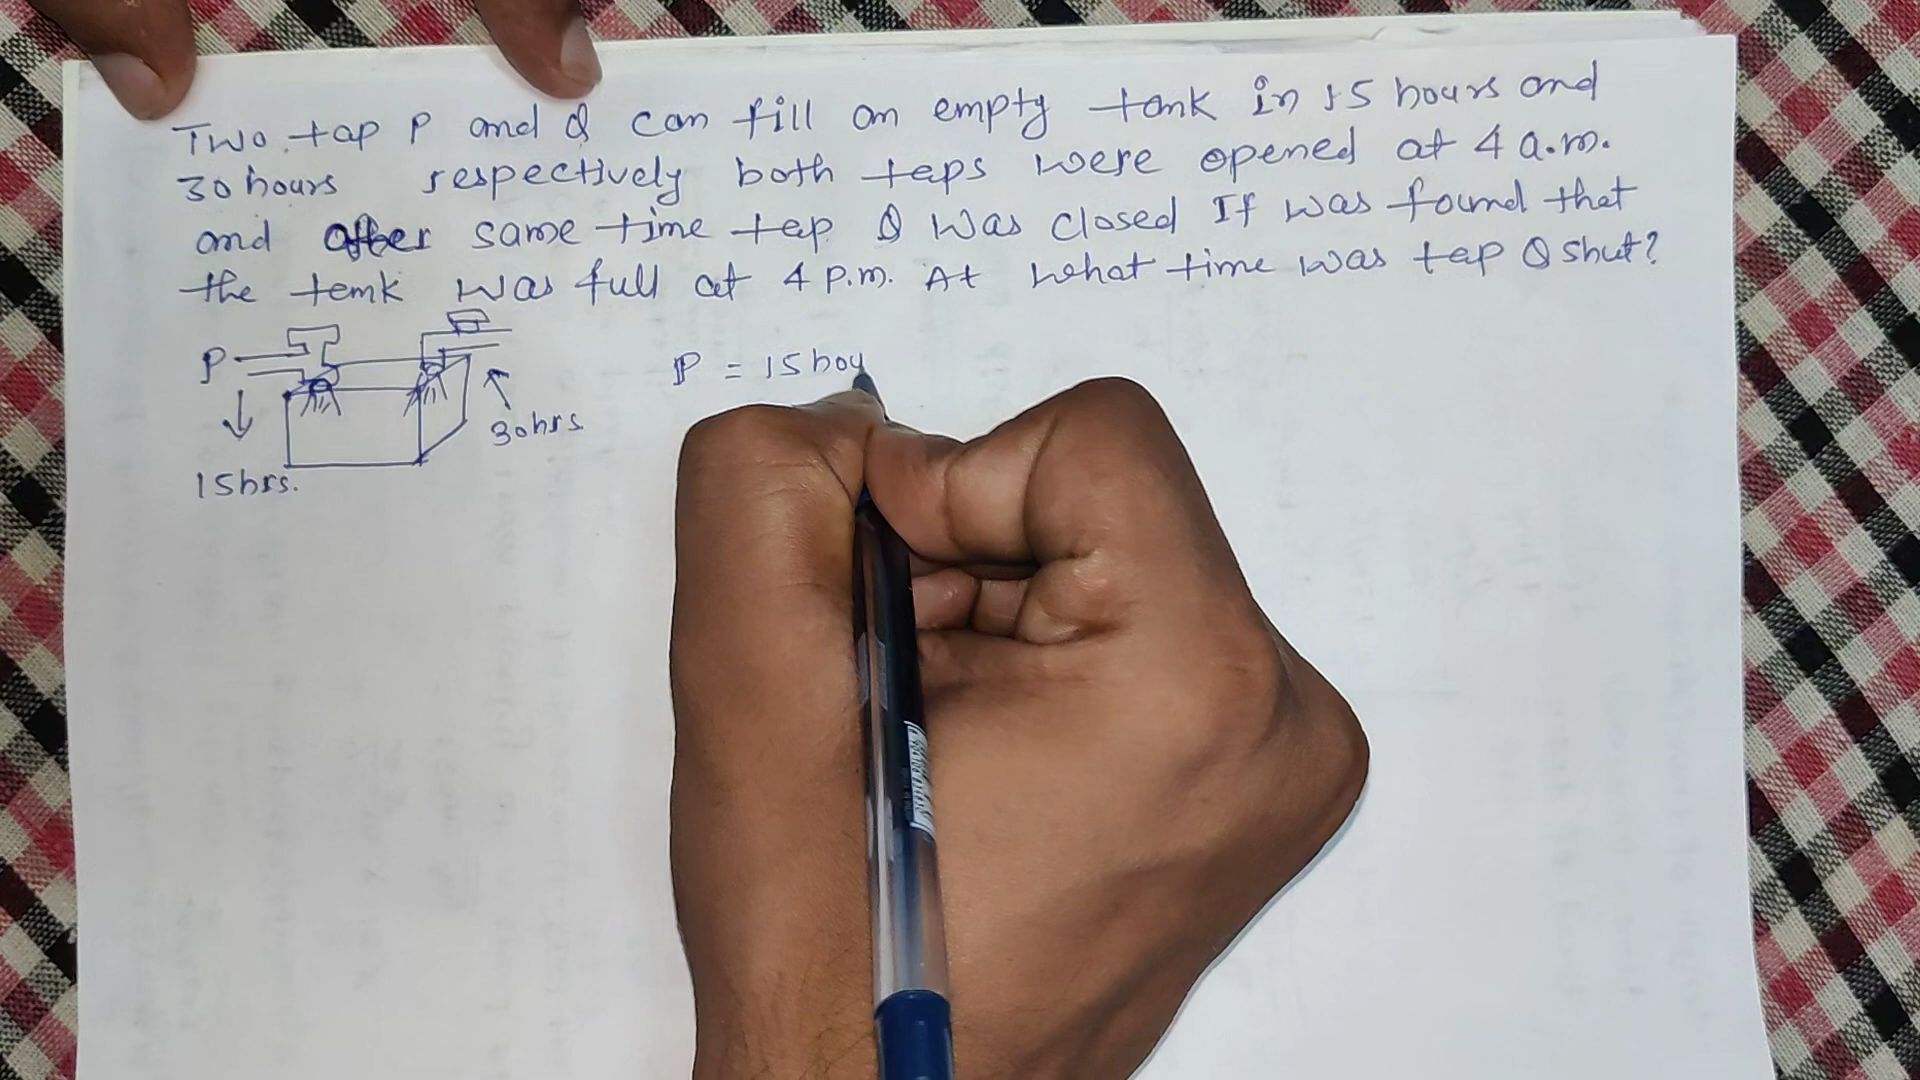 Two tap P and Q can fill an empty tank in 15 hours and
30 hours respectively both taps were opened at 4 a.m.
and after some time tap Q was closed If was found that
the tank was full at 4 P.m. At what time was tap Q shut?
P
P = 15 hou
30hrs
15hrs.